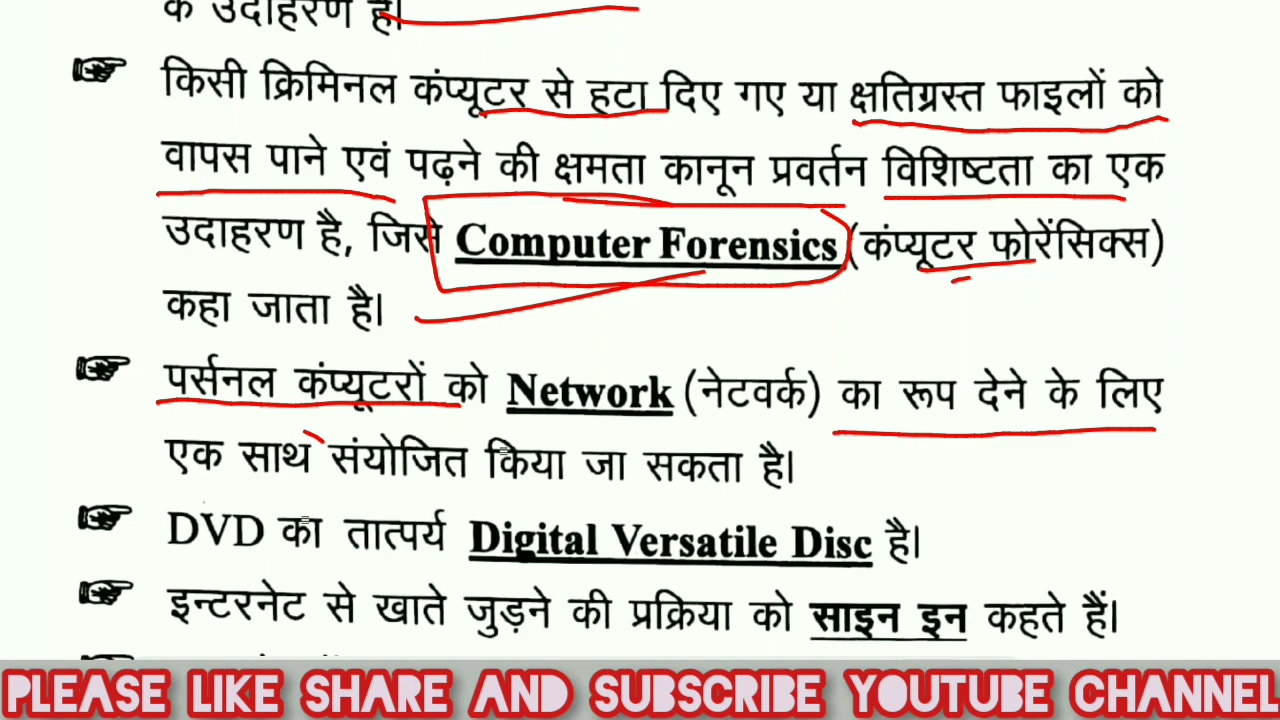 के उदाहरण है।
किसी क्रिमिनल कंप्यूटर से हटा दिए गए या क्षतिग्रस्त फाइलों को
वापस पाने एवं पढ़ने की क्षमता कानून प्रवर्तन विशिष्टता का एक
उदाहरण है, जिसे Computer Forensics (कंप्यूटर फोरेंसिक्स)
कहा जाता है।
पर्सनल कंप्यूटरों को Network (नेटवर्क) का रूप देने के लिए
एक साथ संयोजित किया जा सकता है।
DVD का तात्पर्य Digital Versatile Disc है।
इन्टरनेट से खाते जुड़ने की प्रक्रिया को साइन इन कहते हैं।
PLEASE LIKE SHARE AND SUBSCRIBE YOUTUBE CHANNEL